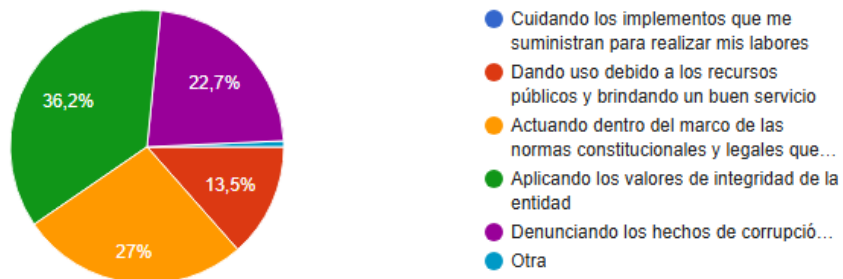 36,2%
22,7%
13,5%
27%
Cuidando los implementos que me
suministran para realizar mis labores
Dando uso debido a los recursos
públicos y brindando un buen servicio
Actuando dentro del marco de las
normas constitucionales y legales que…
Aplicando los valores de integridad de la
entidad
Denunciando los hechos de corrupció…
Otra